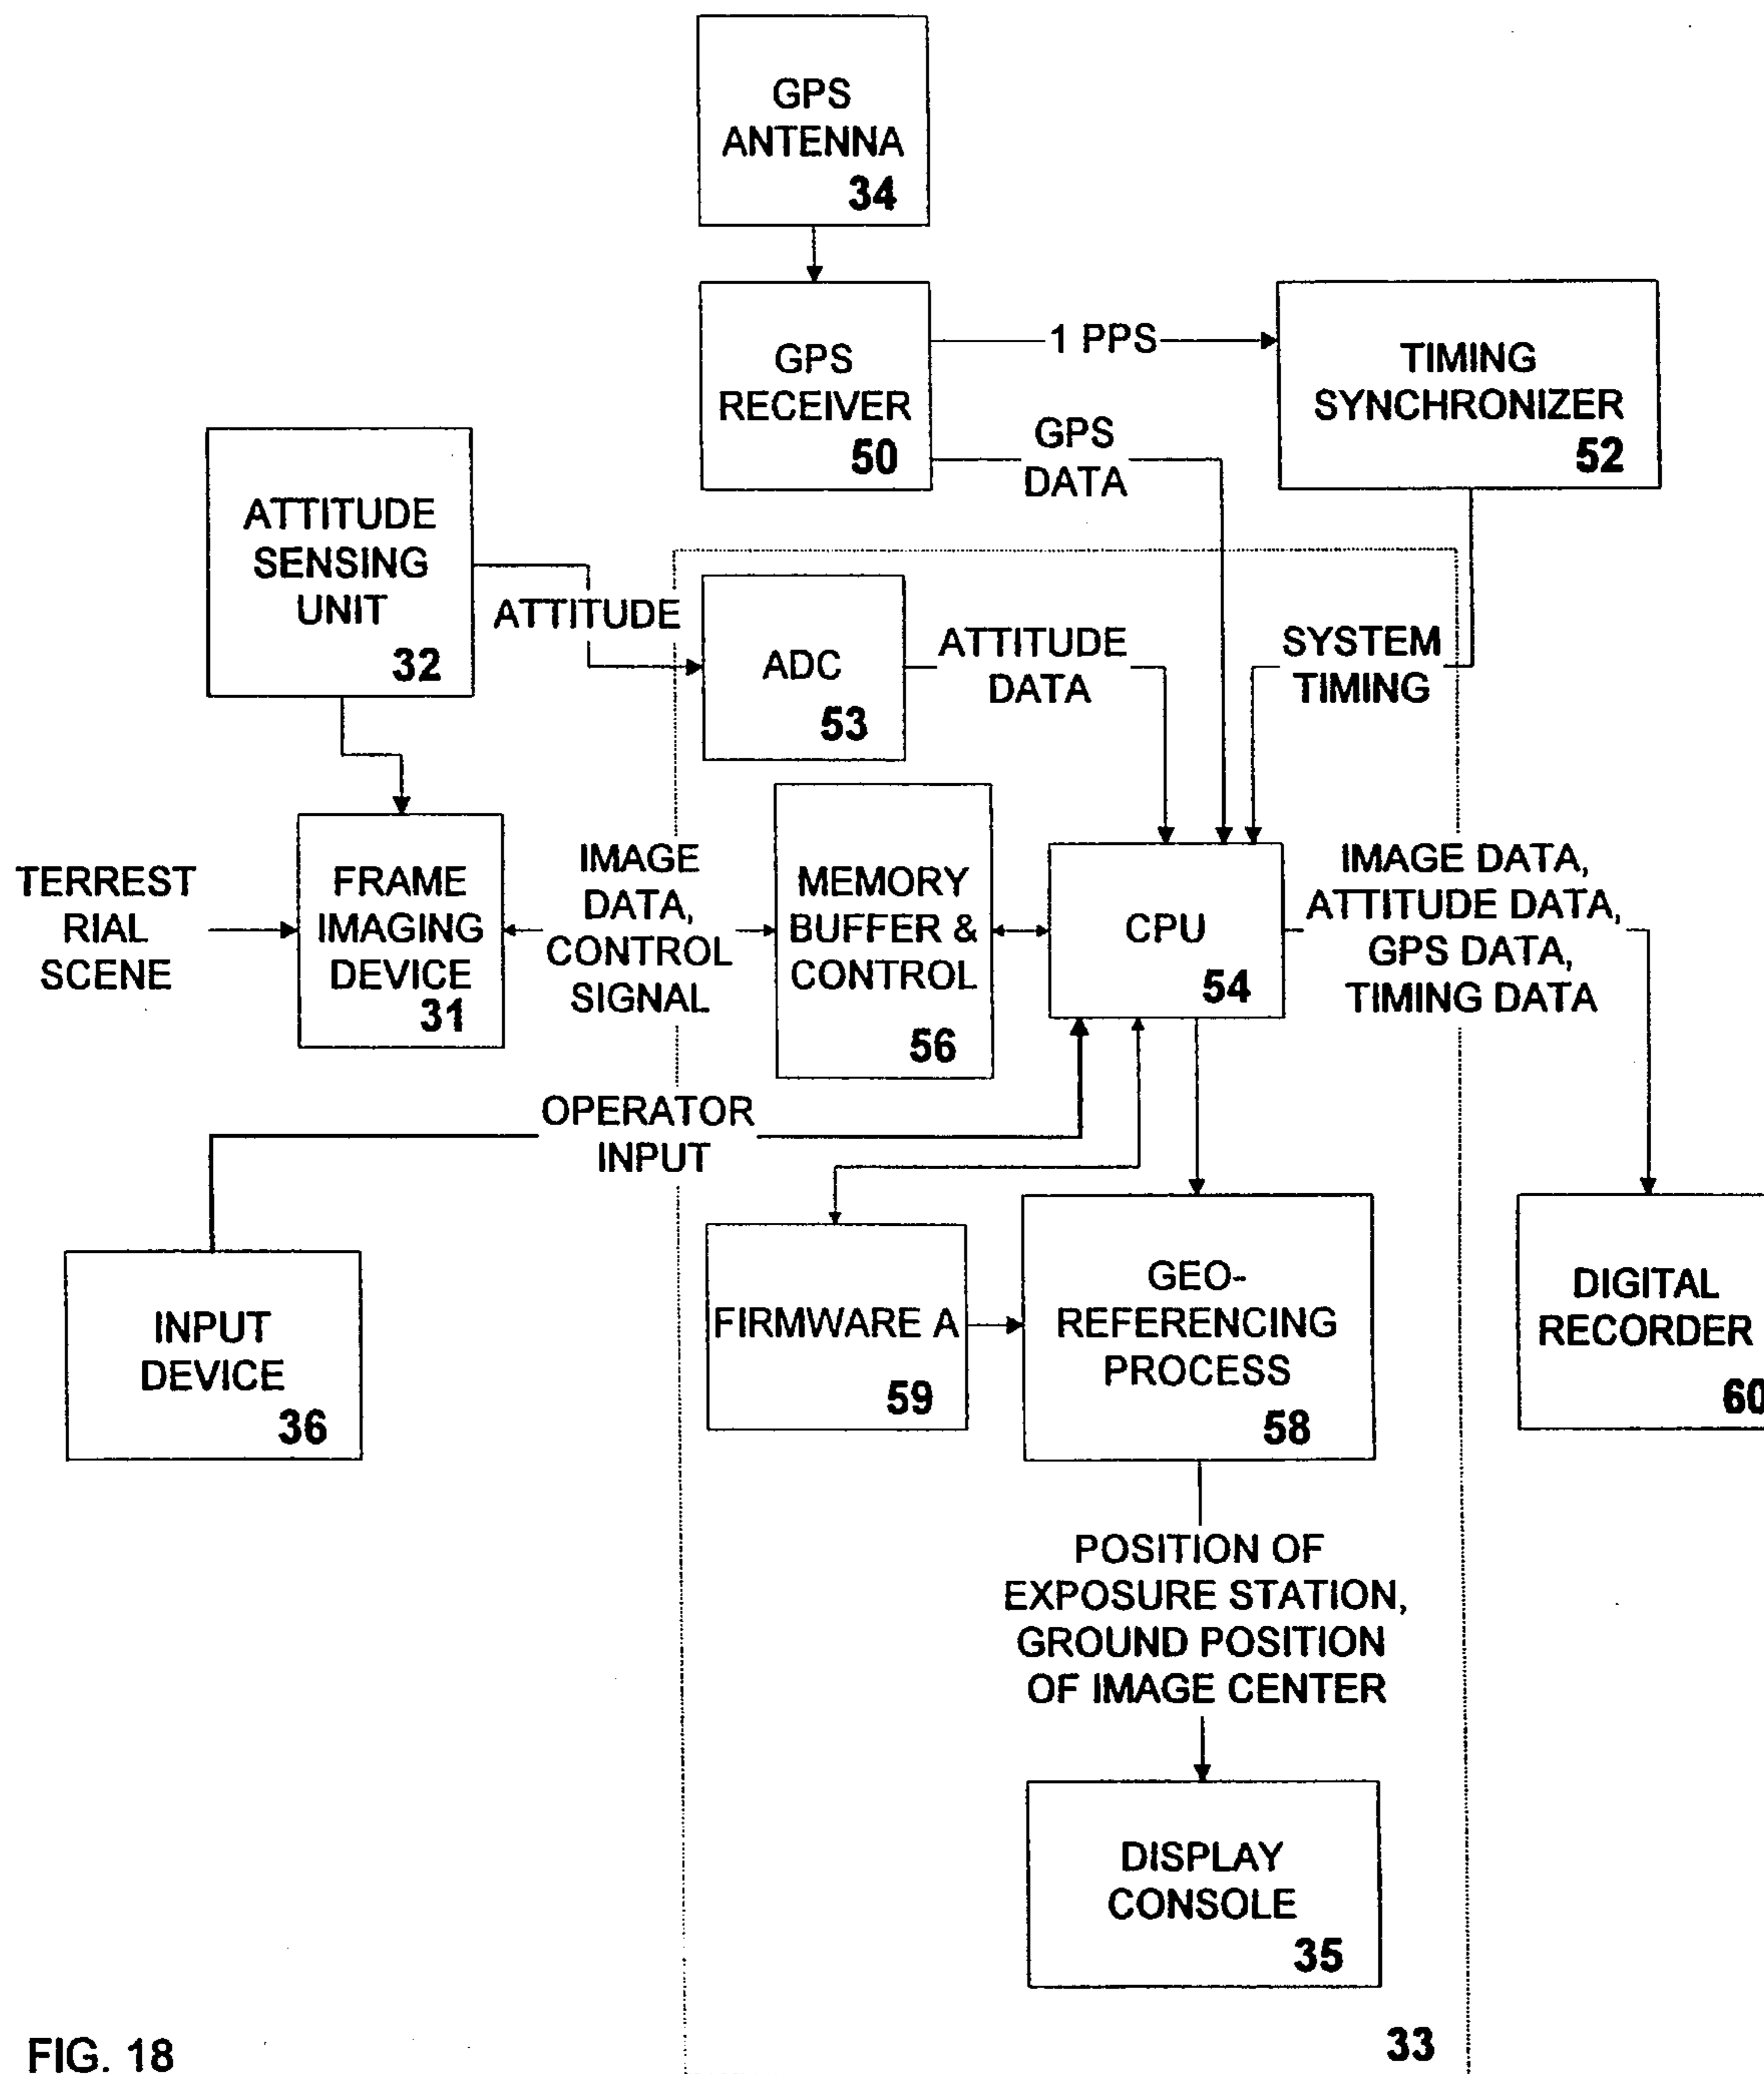 GPS
ANTENNA
34
GPS
RECEIVER
50
1 PPS
TIMING
SYNCHRONIZER
52
GPS
DATA
ATTITUDE
SENSING
UNIT
32
ATTITUDE
ADC
53
ATTITUDE
DATA
SYSTEM
TIMING
TERREST
RIAL
SCENE
FRAME
IMAGING
DEVICE
31
IMAGE
DATA,
CONTROL
SIGNAL
MEMORY
BUFFER &
CONTROL
56
CPU
54
IMAGE DATA,
ATTITUDE DATA,
GPS DATA,
TIMING DATA
OPERATOR
INPUT
INPUT
DEVICE
36
FIRMWARE A
59
GEO-
REFERENCING
PROCESS
58
DIGITAL
RECORDER
60
POSITION OF
EXPOSURE STATION,
GROUND POSITION
OF IMAGE CENTER
DISPLAY
CONSOLE
35
33
FIG. 18